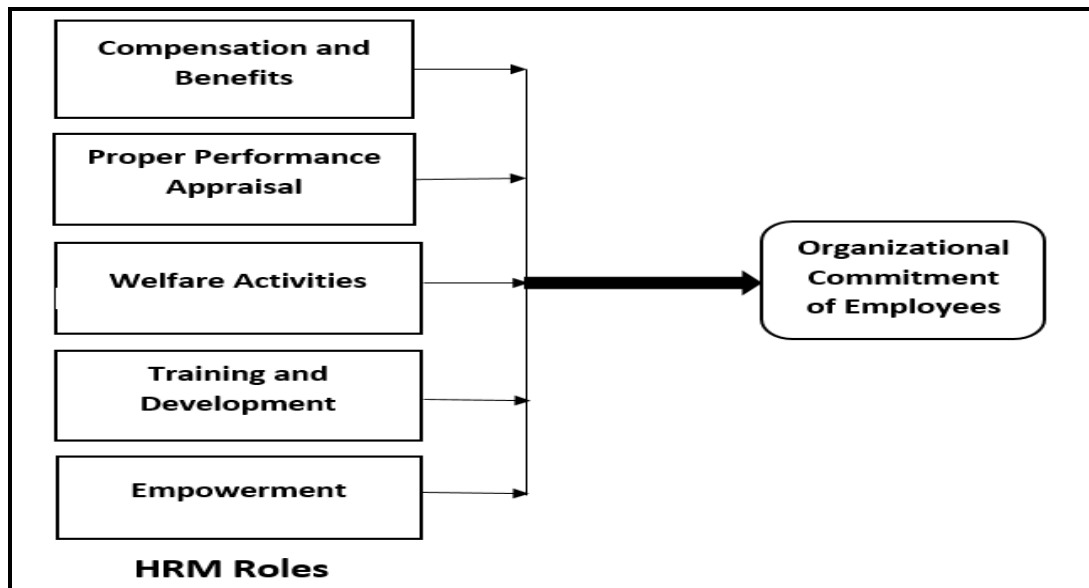 Compensation and
Benefits
Proper Performance
Appraisal
Welfare Activities
Training and
Development
Empowerment
HRM Roles
Organizational
Commitment
of Employees